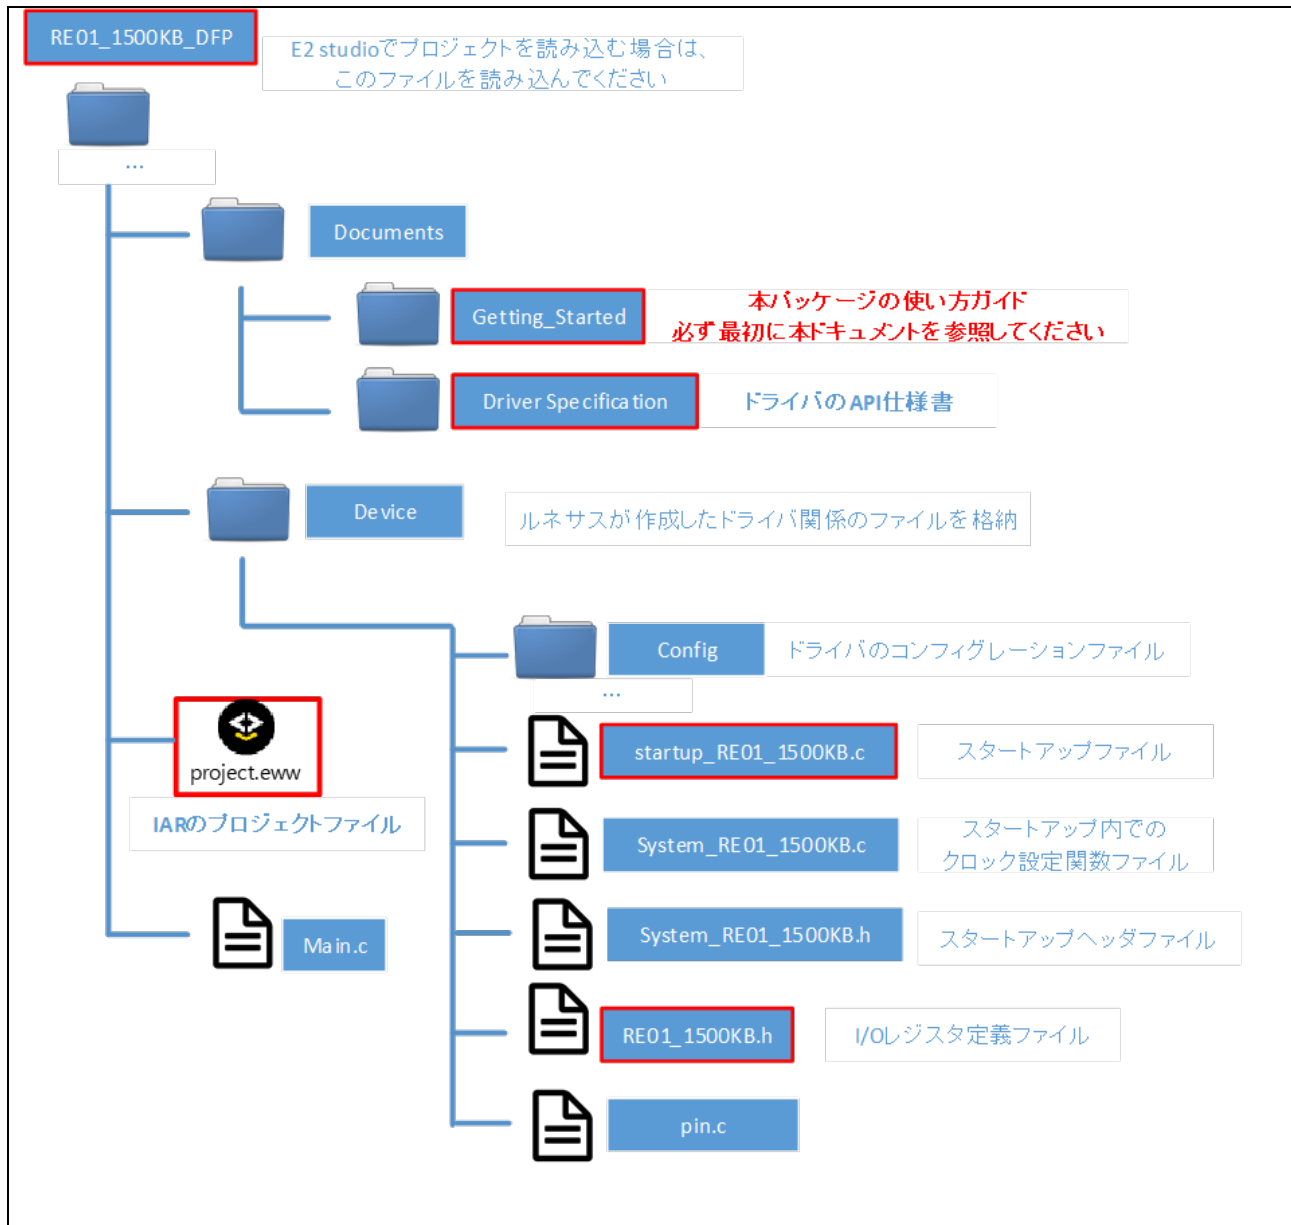 RE01_1500KB_DFP
E2 studioでプロジェクトを読み込む場合は、
このファイルを読み込んでください
...
Documents
Getting_Started
本パッケージの使い方ガイド
必ず最初に本ドキュメントを参照してください
Driver Specification
ドライバのAPI仕様書
Device
ルネサスが作成したドライバ関係のファイルを格納
Config
ドライバのコンフィグレーションファイル
...
project.eww
IARのプロジェクトファイル
startup_RE01_1500KB.c
スタートアップファイル
System_RE01_1500KB.c
スタートアップ内での
クロック設定関数ファイル
Main.c
System_RE01_1500KB.h
スタートアップヘッダファイル
RE01_1500KB.h
I/Oレジスタ定義ファイル
pin.c